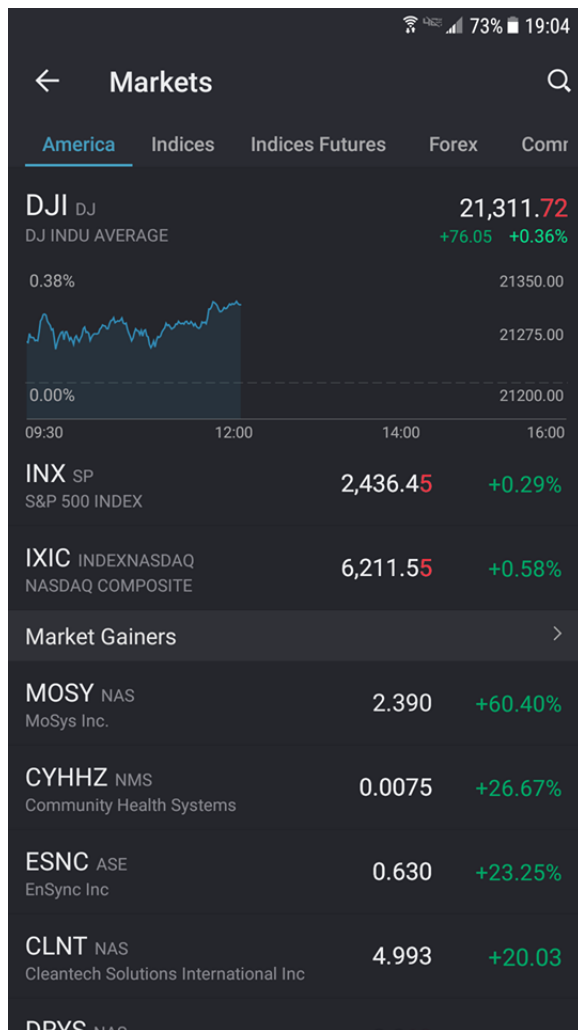 73% 19:04
Markets
America Indices Indices Futures Forex Comr
DJI DJ 21,311.72
DJ INDU AVERAGE +76.05 +0.36%
0.38% 21350.00
21275.00
0.00% 21200.00
09:30 12:00 14:00 16:00
INX SP 2,436.45 +0.29%
S&P 500 INDEX
IXIC INDEXNASDAQ 6,211.55 +0.58%
NASDAQ COMPOSITE
Market Gainers
MOSY NAS 2.390 +60.40%
MoSys Inc.
CYHHZ NMS 0.0075 +26.67%
Community Health Systems
ESNC ASE 0.630 +23.25%
EnSync Inc
CLNT NAS 4.993 +20.03
Cleantech Solutions International Inc